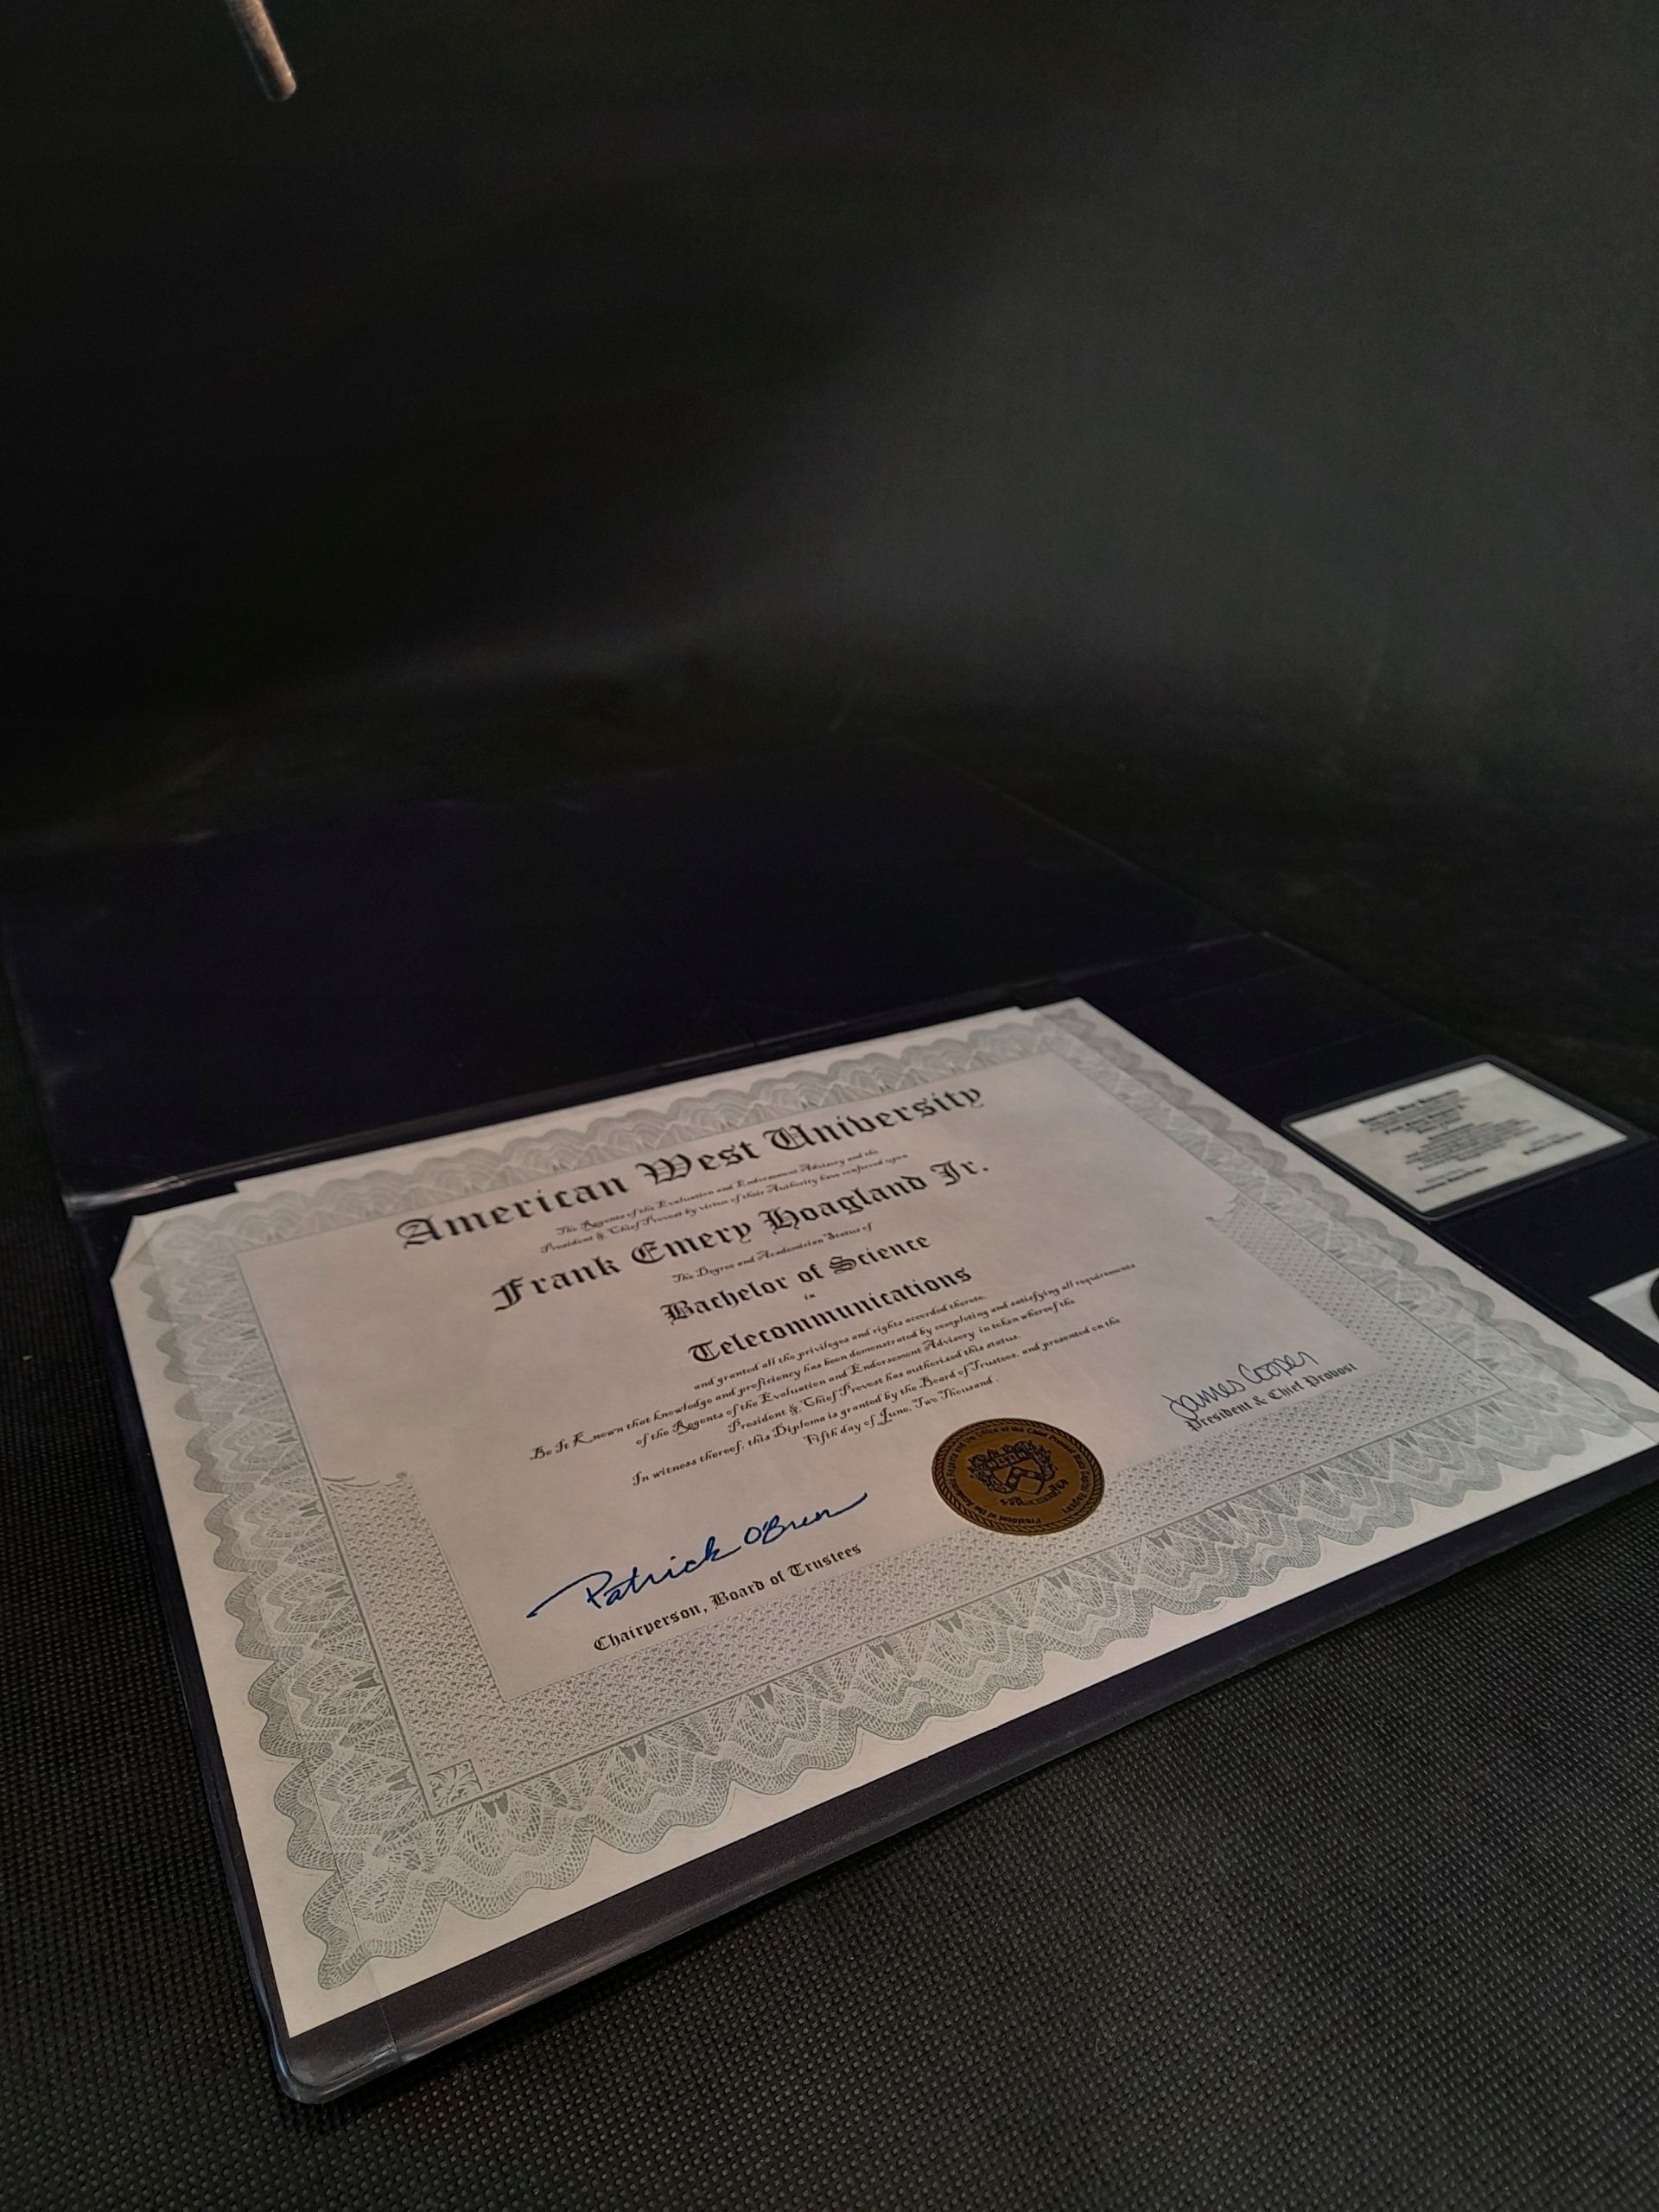 American West University
The Regents of the Evaluation and Endorsement Advisory and the
President & Chief Provost by virtue of their Authority have conferred upon
Frank Emery Hoagland Jr.
The Degree and Academician Status of
Bachelor of Science
in
Telecommunications
and granted all the privileges and rights accorded thereto.
Be It Known that knowledge and proficiency has been demonstrated by completing and satisfying all requirements
of the Regents of the Evaluation and Endorsement Advisory in token whereof the
President & Chief Provost has authorized this status.
In witness thereof, this Diploma is granted by the Board of Trustees, and presented on the
Fifth day of June, Two Thousand.
James Cooper
President & Chief Provost
Patrick O'Brien
Chairperson, Board of Trustees